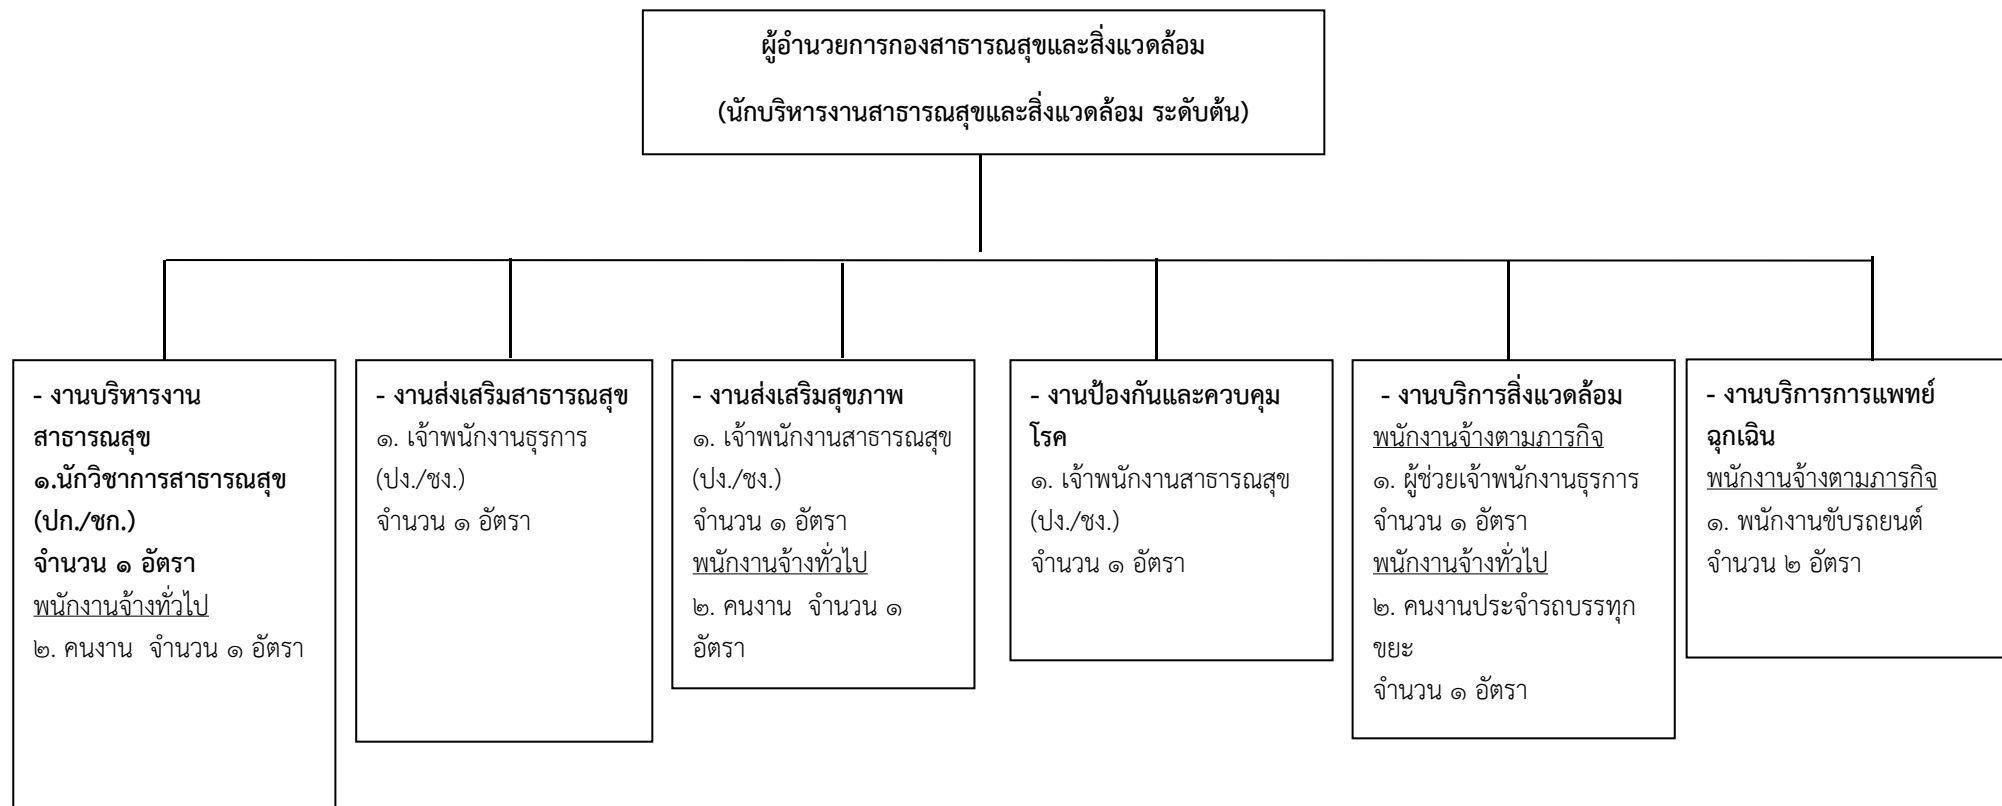 ผู้อำนวยการกองสาธารณสุขและสิ่งแวดล้อม
(นักบริหารงานสาธารณสุขและสิ่งแวดล้อม ระดับต้น)
- งานบริหารงาน
สาธารณสุข
๑.นักวิชาการสาธารณสุข
(ปก./ชก.)
จำนวน ๑ อัตรา
พนักงานจ้างทั่วไป
๒. คนงาน จำนวน ๑ อัตรา
- งานส่งเสริมสาธารณสุข
๑. เจ้าพนักงานธุรการ
(ปง./ชง.)
จำนวน ๑ อัตรา
- งานส่งเสริมสุขภาพ
๑. เจ้าพนักงานสาธารณสุข
(ปง./ชง.)
จำนวน ๑ อัตรา
พนักงานจ้างทั่วไป
๒. คนงาน จำนวน ๑
อัตรา
- งานป้องกันและควบคุม
โรค
๑. เจ้าพนักงานสาธารณสุข
(ปง./ชง.)
จำนวน ๑ อัตรา
- งานบริการสิ่งแวดล้อม
พนักงานจ้างตามภารกิจ
๑. ผู้ช่วยเจ้าพนักงานธุรการ
จำนวน ๑ อัตรา
พนักงานจ้างทั่วไป
๒. คนงานประจำรถบรรทุก
ขยะ
จำนวน ๑ อัตรา
- งานบริการการแพทย์
ฉุกเฉิน
พนักงานจ้างตามภารกิจ
๑. พนักงานขับรถยนต์
จำนวน ๒ อัตรา